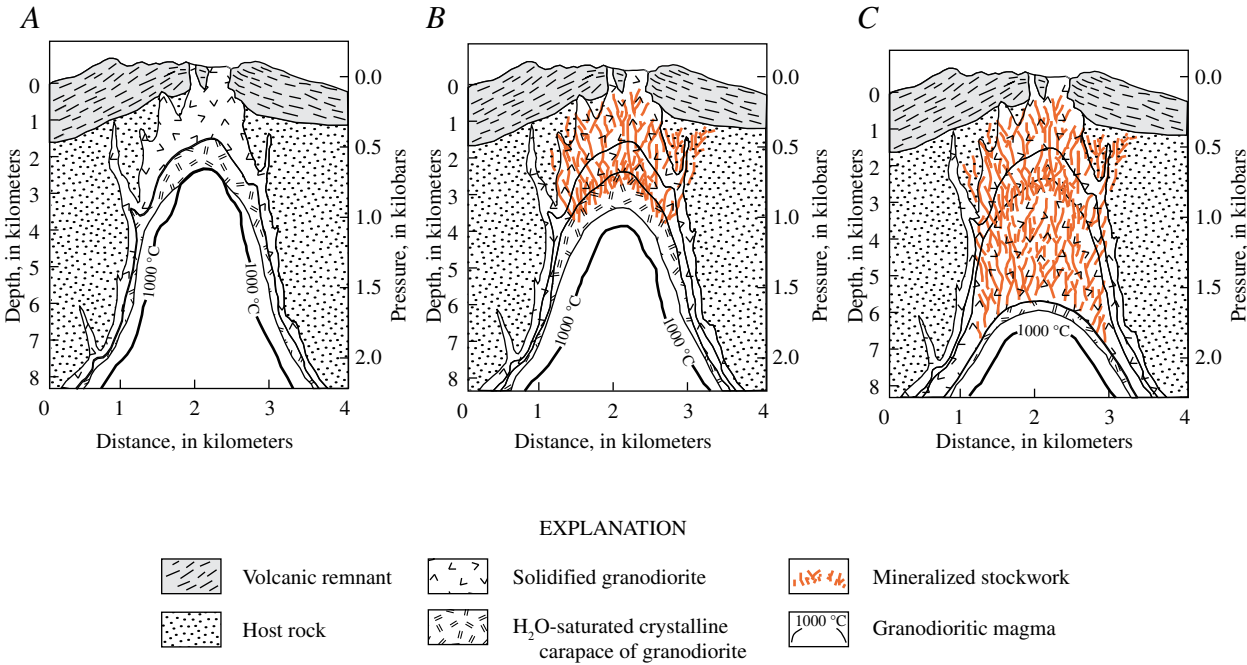 A
B
C
0
1
2
3
4
5
6
7
8
Depth, in kilometers
0.0
0.5
1.0
1.5
2.0
Pressure, in kilobars
1000 °C
1000 °C
0 1 2 3 4
Distance, in kilometers
0
1
2
3
4
5
6
7
8
Depth, in kilometers
0.0
0.5
1.0
1.5
2.0
Pressure, in kilobars
1000 °C
1000 °C
0 1 2 3 4
Distance, in kilometers
0
1
2
3
4
5
6
7
8
Depth, in kilometers
0.0
0.5
1.0
1.5
2.0
Pressure, in kilobars
1000 °C
0 1 2 3 4
Distance, in kilometers
EXPLANATION
Volcanic remnant
Host rock
Solidified granodiorite
H₂O-saturated crystalline
carapace of granodiorite
Mineralized stockwork
1000 °C
Granodioritic magma